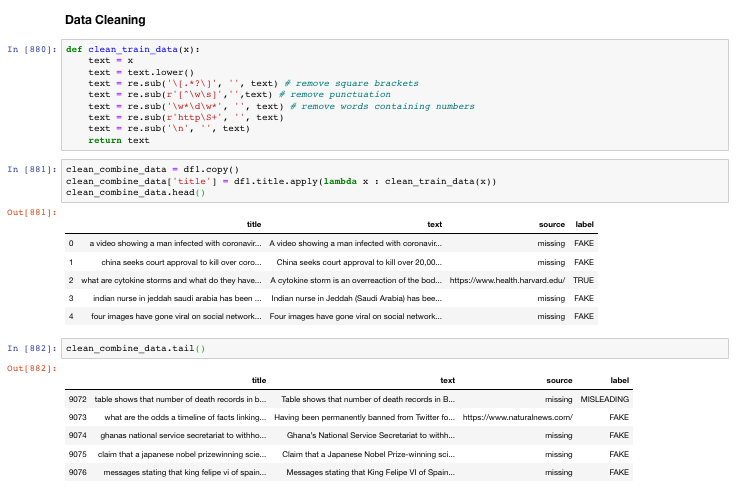 Data Cleaning
In [880]: def clean_train_data(x):
text = x
text = text.lower()
text = re.sub('\[.*?\]', '', text) # remove square brackets
text = re.sub(r'[^\w\s]','',text) # remove punctuation
text = re.sub('\w*\d\w*', '', text) # remove words containing numbers
text = re.sub(r'http\S+', '', text)
text = re.sub('\n', '', text)
return text
In [881]: clean_combine_data = df1.copy()
clean_combine_data['title'] = df1.title.apply(lambda x : clean_train_data(x))
clean_combine_data.head()
Out[881]:
title text source label
0 a video showing a man infected with coronavir... A video showing a man infected with coronavir... missing FAKE
1 china seeks court approval to kill over coro... China seeks court approval to kill over 20,00... missing FAKE
2 what are cytokine storms and what do they have... A cytokine storm is an overreaction of the bod... https://www.health.harvard.edu/ TRUE
3 indian nurse in jeddah saudi arabia has been ... Indian nurse in Jeddah (Saudi Arabia) has bee... missing FAKE
4 four images have gone viral on social network... Four images have gone viral on social network... missing FAKE
In [882]: clean_combine_data.tail()
Out[882]:
title text source label
9072 table shows that number of death records in b... Table shows that number of death records in B... missing MISLEADING
9073 what are the odds a timeline of facts linking... Having been permanently banned from Twitter fo... https://www.naturalnews.com/ FAKE
9074 ghanas national service secretariat to withho... Ghana's National Service Secretariat to withh... missing FAKE
9075 claim that a japanese nobel prizewinning scie... Claim that a Japanese Nobel Prize-winning sci... missing FAKE
9076 messages stating that king felipe vi of spain... Messages stating that King Felipe VI of Spain... missing FAKE